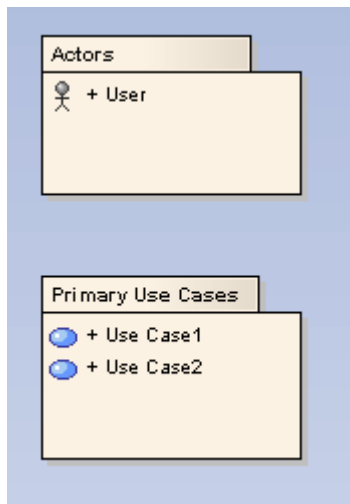 Actors
+ User
Primary Use Cases
+ Use Case1
+ Use Case2